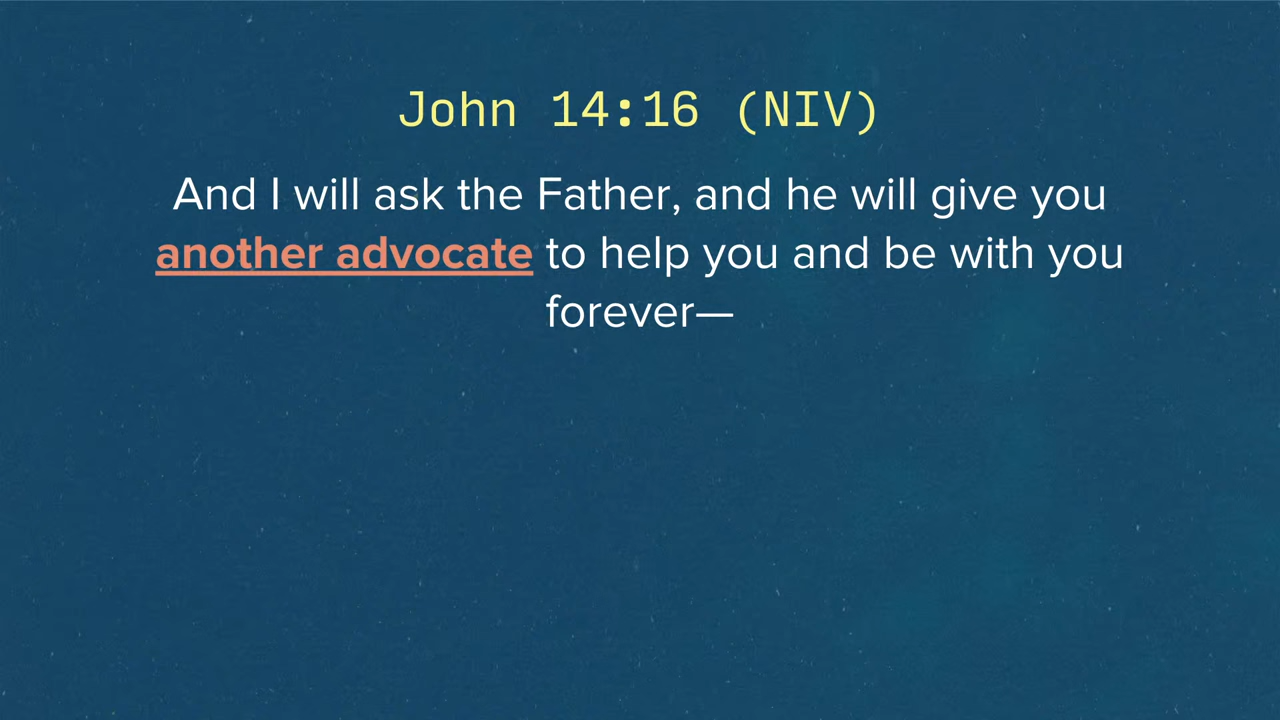 John 14:16 (NIV)
And I will ask the Father, and he will give you
another advocate to help you and be with you
forever—